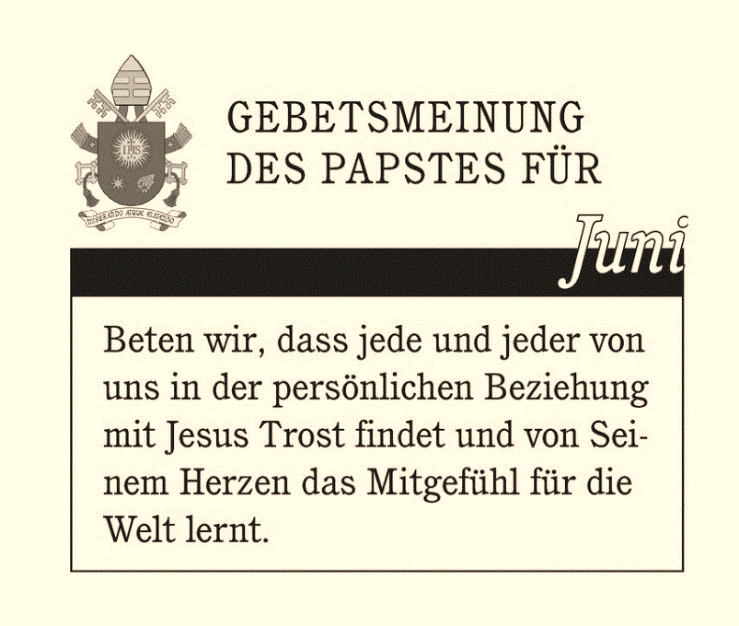 IHS
MISERANDO ATQUE ELIGENDO
GEBETSMEINUNG
DES PAPSTES FÜR
Juni
Beten wir, dass jede und jeder von
uns in der persönlichen Beziehung
mit Jesus Trost findet und von Sei-
nem Herzen das Mitgefühl für die
Welt lernt.